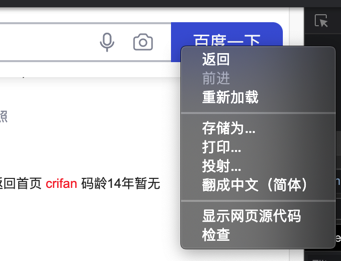 百度一下
返回
前进
重新加载
照
返回首页 crifan 码龄14年暂无
存储为...
打印...
投射...
翻成中文（简体）
显示网页源代码
检查